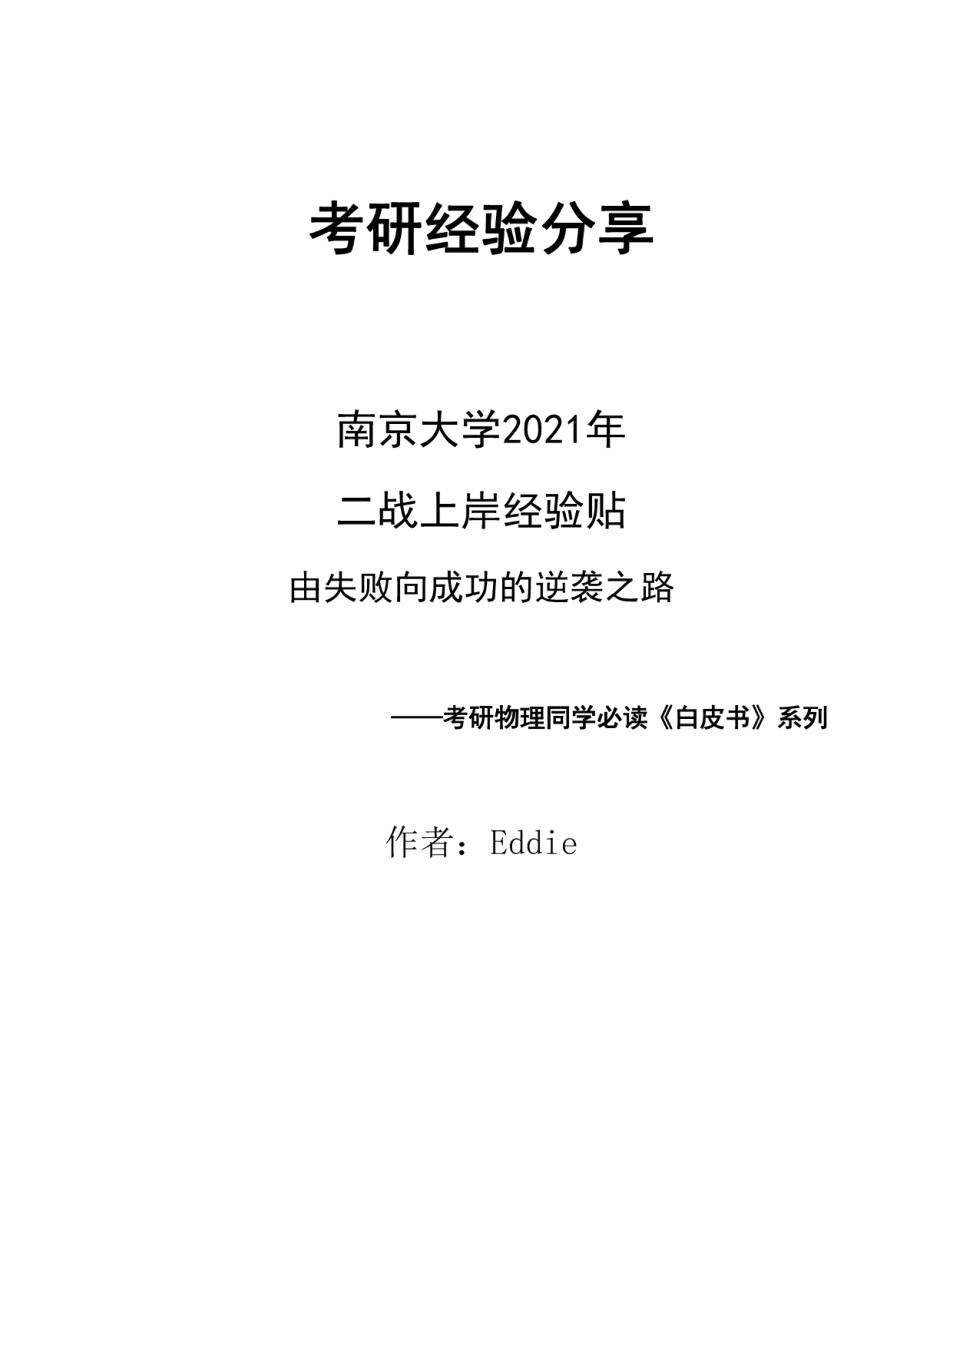 考研经验分享
南京大学2021年
二战上岸经验贴
由失败向成功的逆袭之路
——考研物理同学必读《白皮书》系列
作者：Eddie